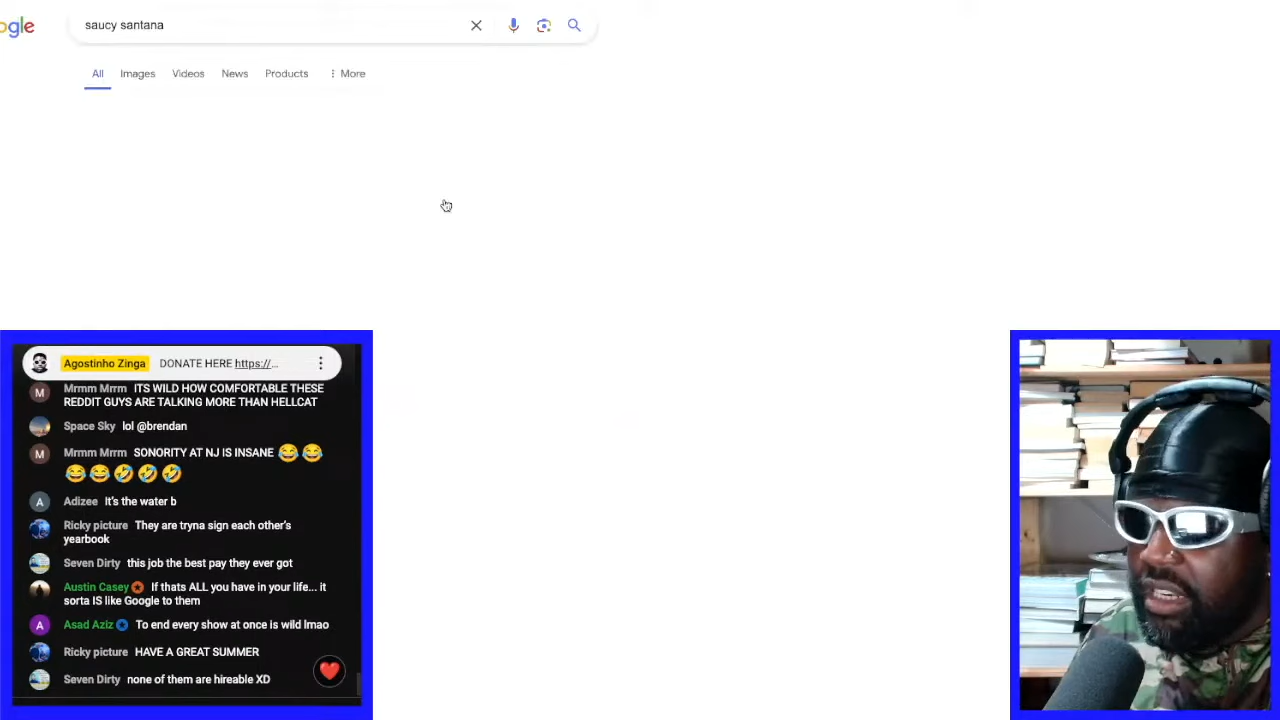 ogle
saucy santana
All Images Videos News Products More
Agostinho Zinga DONATE HERE https://...
Mrmm Mrrm ITS WILD HOW COMFORTABLE THESE
REDDIT GUYS ARE TALKING MORE THAN HELLCAT
Space Sky lol @brendan
Mrmm Mrrm SONORITY AT NJ IS INSANE 😂😂
😂😂🤣🤣🤣
Adizee It's the water b
Ricky picture They are tryna sign each other's
yearbook
Seven Dirty this job the best pay they ever got
Austin Casey If thats ALL you have in your life... it
sorta IS like Google to them
Asad Aziz To end every show at once is wild lmao
Ricky picture HAVE A GREAT SUMMER
Seven Dirty none of them are hireable XD